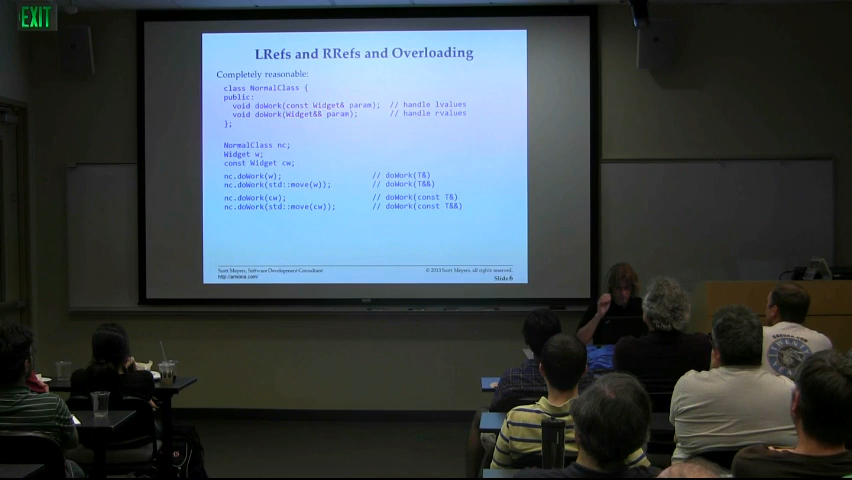 EXIT
LRefs and RRefs and Overloading
Completely reasonable:
class NormalClass {
public:
void doWork(const Widget& param); // handle lvalues
void doWork(Widget&& param); // handle rvalues
};
NormalClass nc;
Widget w;
const Widget cw;
nc.doWork(w); // doWork(T&)
nc.doWork(std::move(w)); // doWork(T&&)
nc.doWork(cw); // doWork(const T&)
nc.doWork(std::move(cw)); // doWork(const T&&)
Scott Meyers, Software Development Consultant © 2013 Scott Meyers, all rights reserved.
http://aristeia.com/ Slide 6